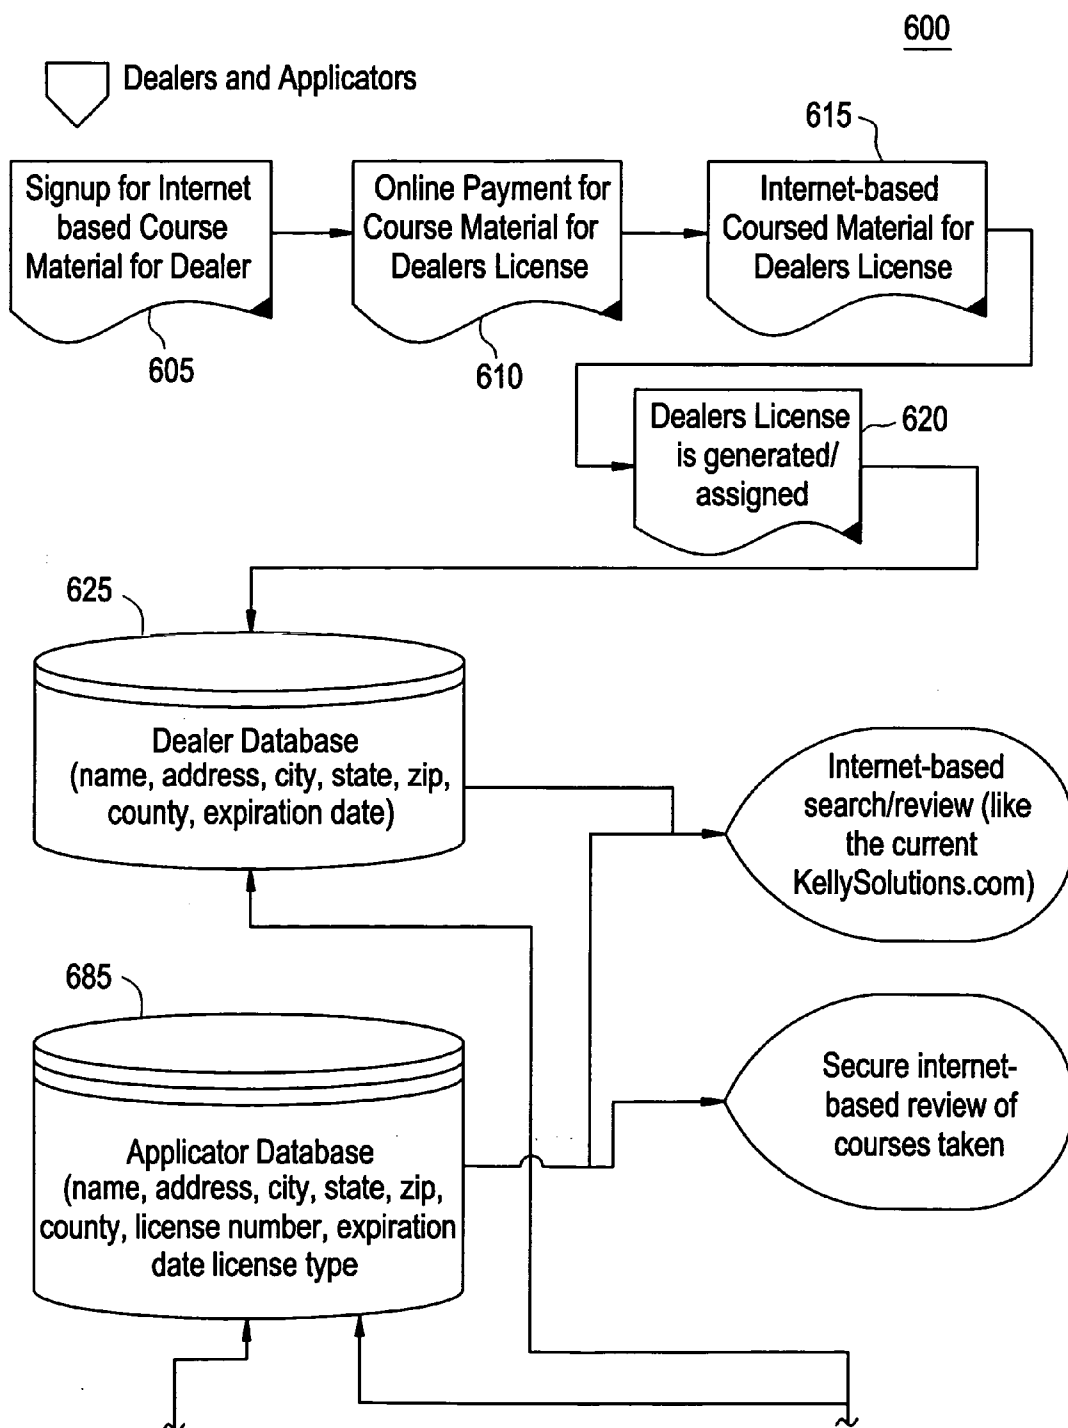 600
Dealers and Applicators
Signup for Internet
based Course
Material for Dealer
605
Online Payment for
Course Material for
Dealers License
610
615
Internet-based
Coursed Material for
Dealers License
Dealers License
is generated/
assigned
620
625
Dealer Database
(name, address, city, state, zip,
county, expiration date)
Internet-based
search/review (like
the current
KellySolutions.com)
685
Applicator Database
(name, address, city, state, zip,
county, license number, expiration
date license type
Secure internet-
based review of
courses taken